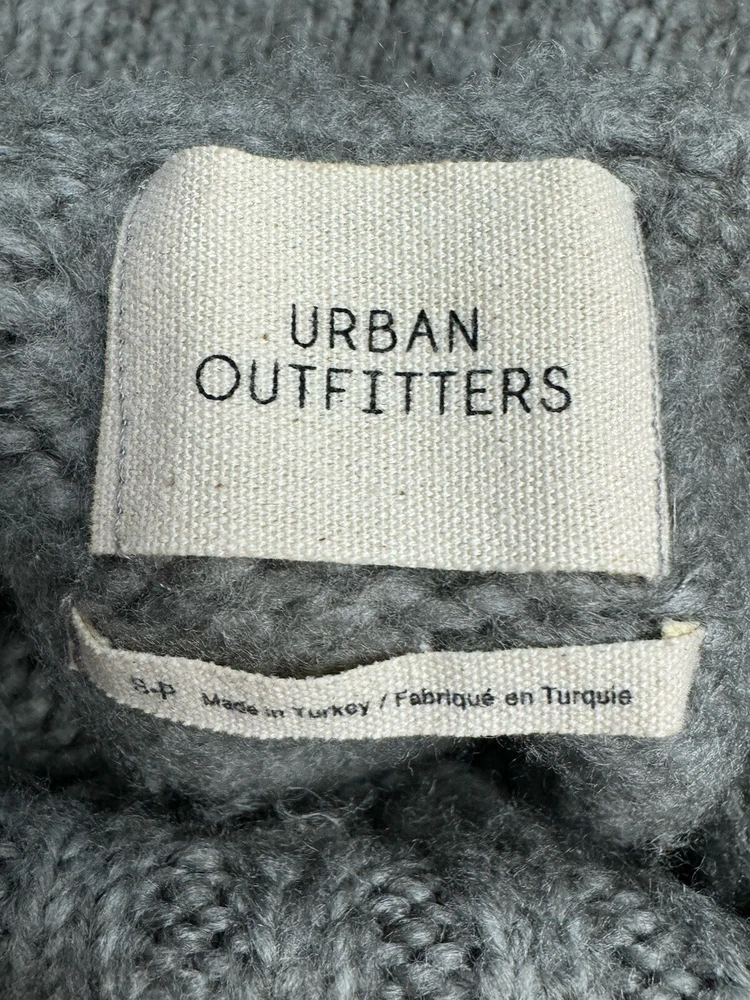 URBAN
OUTFITTERS
S-P Made in Turkey / Fabriqué en Turquie